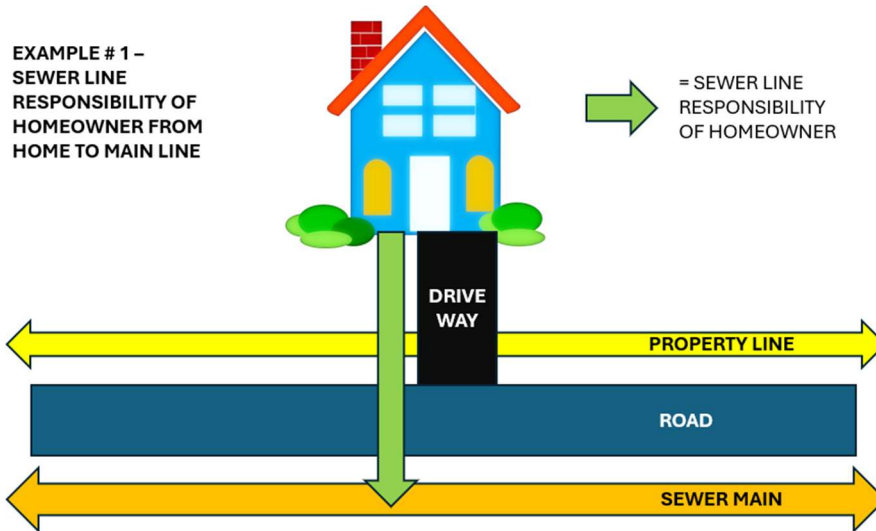 EXAMPLE # 1 –
SEWER LINE
RESPONSIBILITY OF
HOMEOWNER FROM
HOME TO MAIN LINE
= SEWER LINE
RESPONSIBILITY
OF HOMEOWNER
DRIVE
WAY
PROPERTY LINE
ROAD
SEWER MAIN